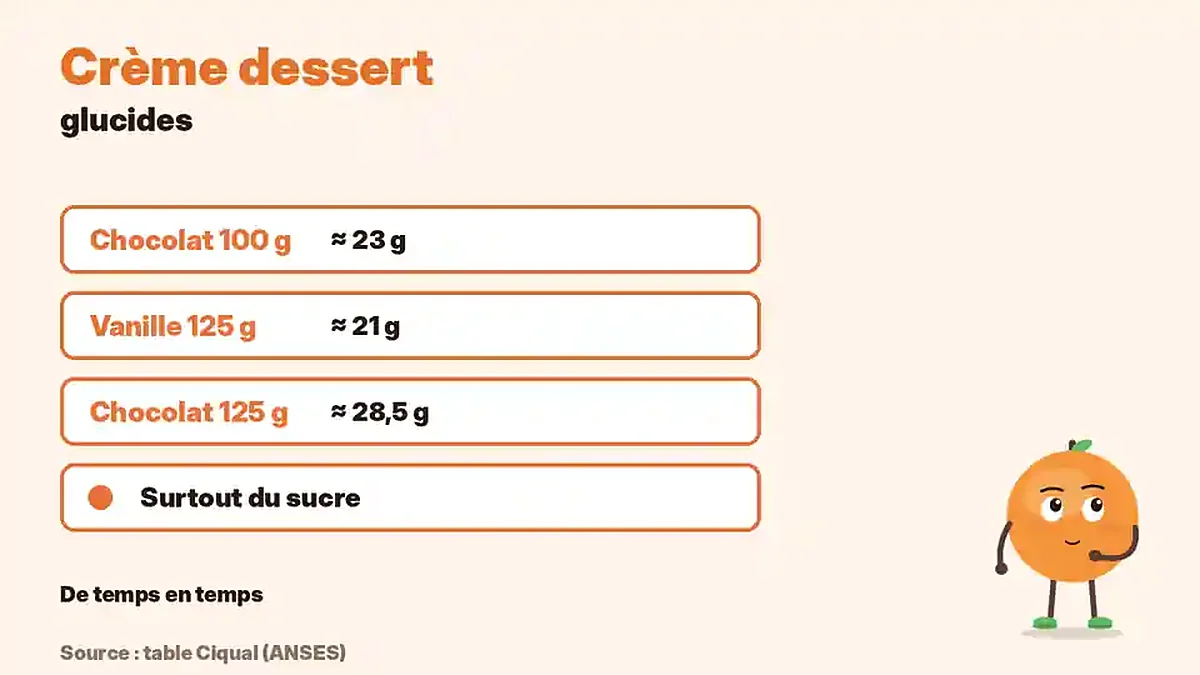 Crème dessert
glucides
Chocolat 100 g ≈ 23 g
Vanille 125 g ≈ 21 g
Chocolat 125 g ≈ 28,5 g
Surtout du sucre
De temps en temps
Source : table Ciqual (ANSES)